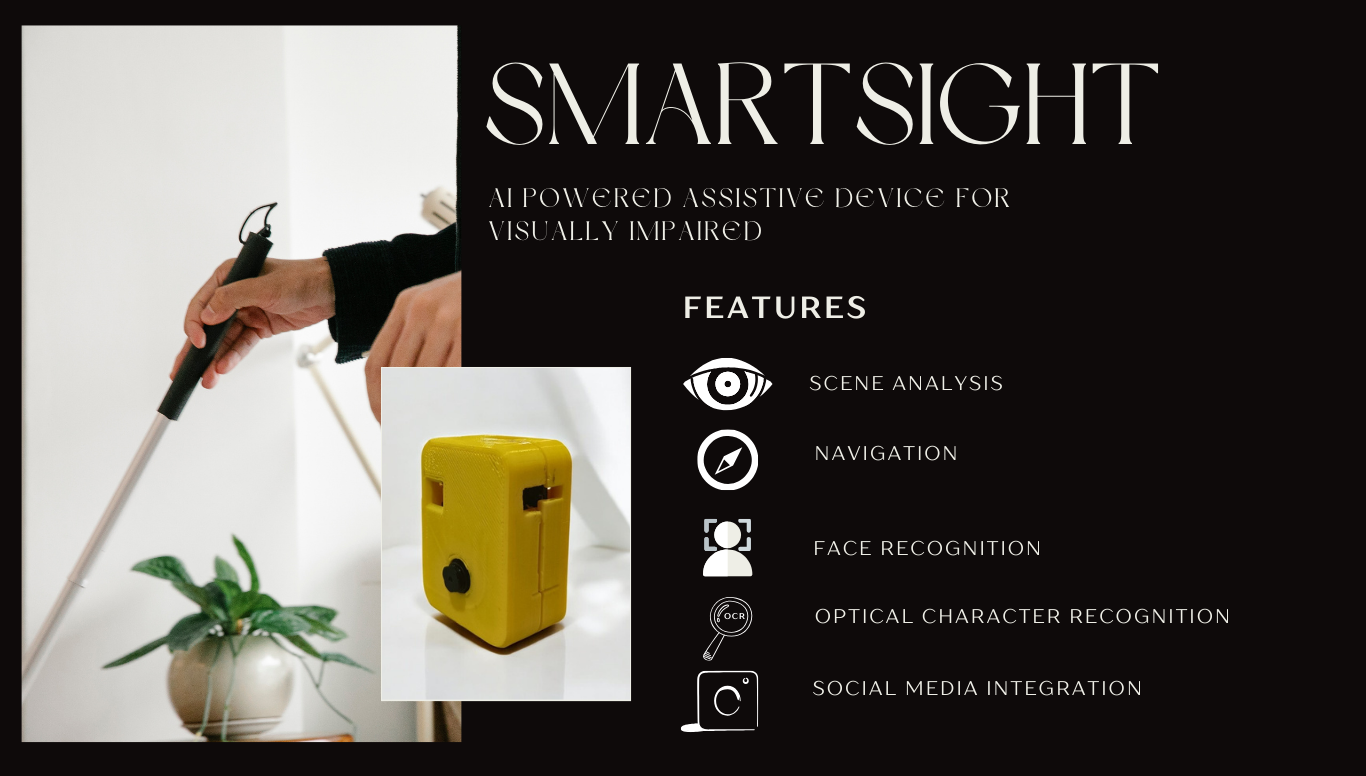 SMARTSIGHT
AI POWERED ASSISTIVE DEVICE FOR
VISUALLY IMPAIRED
FEATURES
SCENE ANALYSIS
NAVIGATION
FACE RECOGNITION
OCR
OPTICAL CHARACTER RECOGNITION
SOCIAL MEDIA INTEGRATION